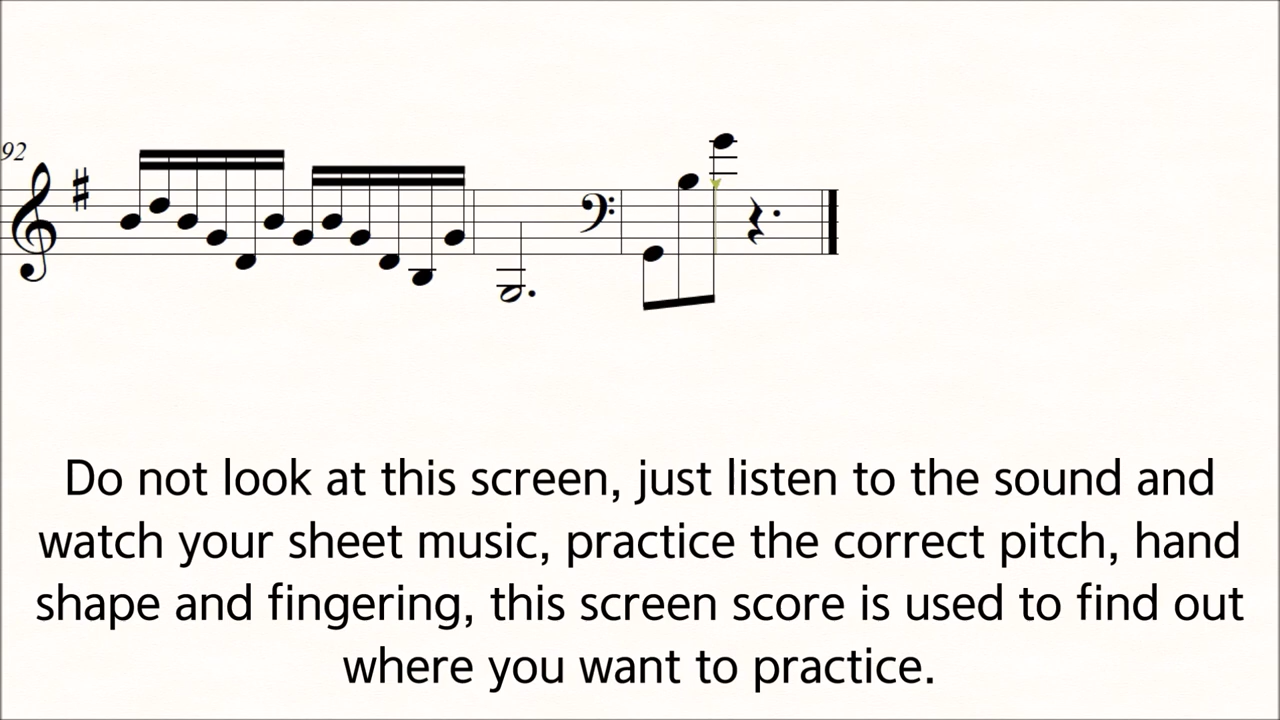 92
Do not look at this screen, just listen to the sound and
watch your sheet music, practice the correct pitch, hand
shape and fingering, this screen score is used to find out
where you want to practice.